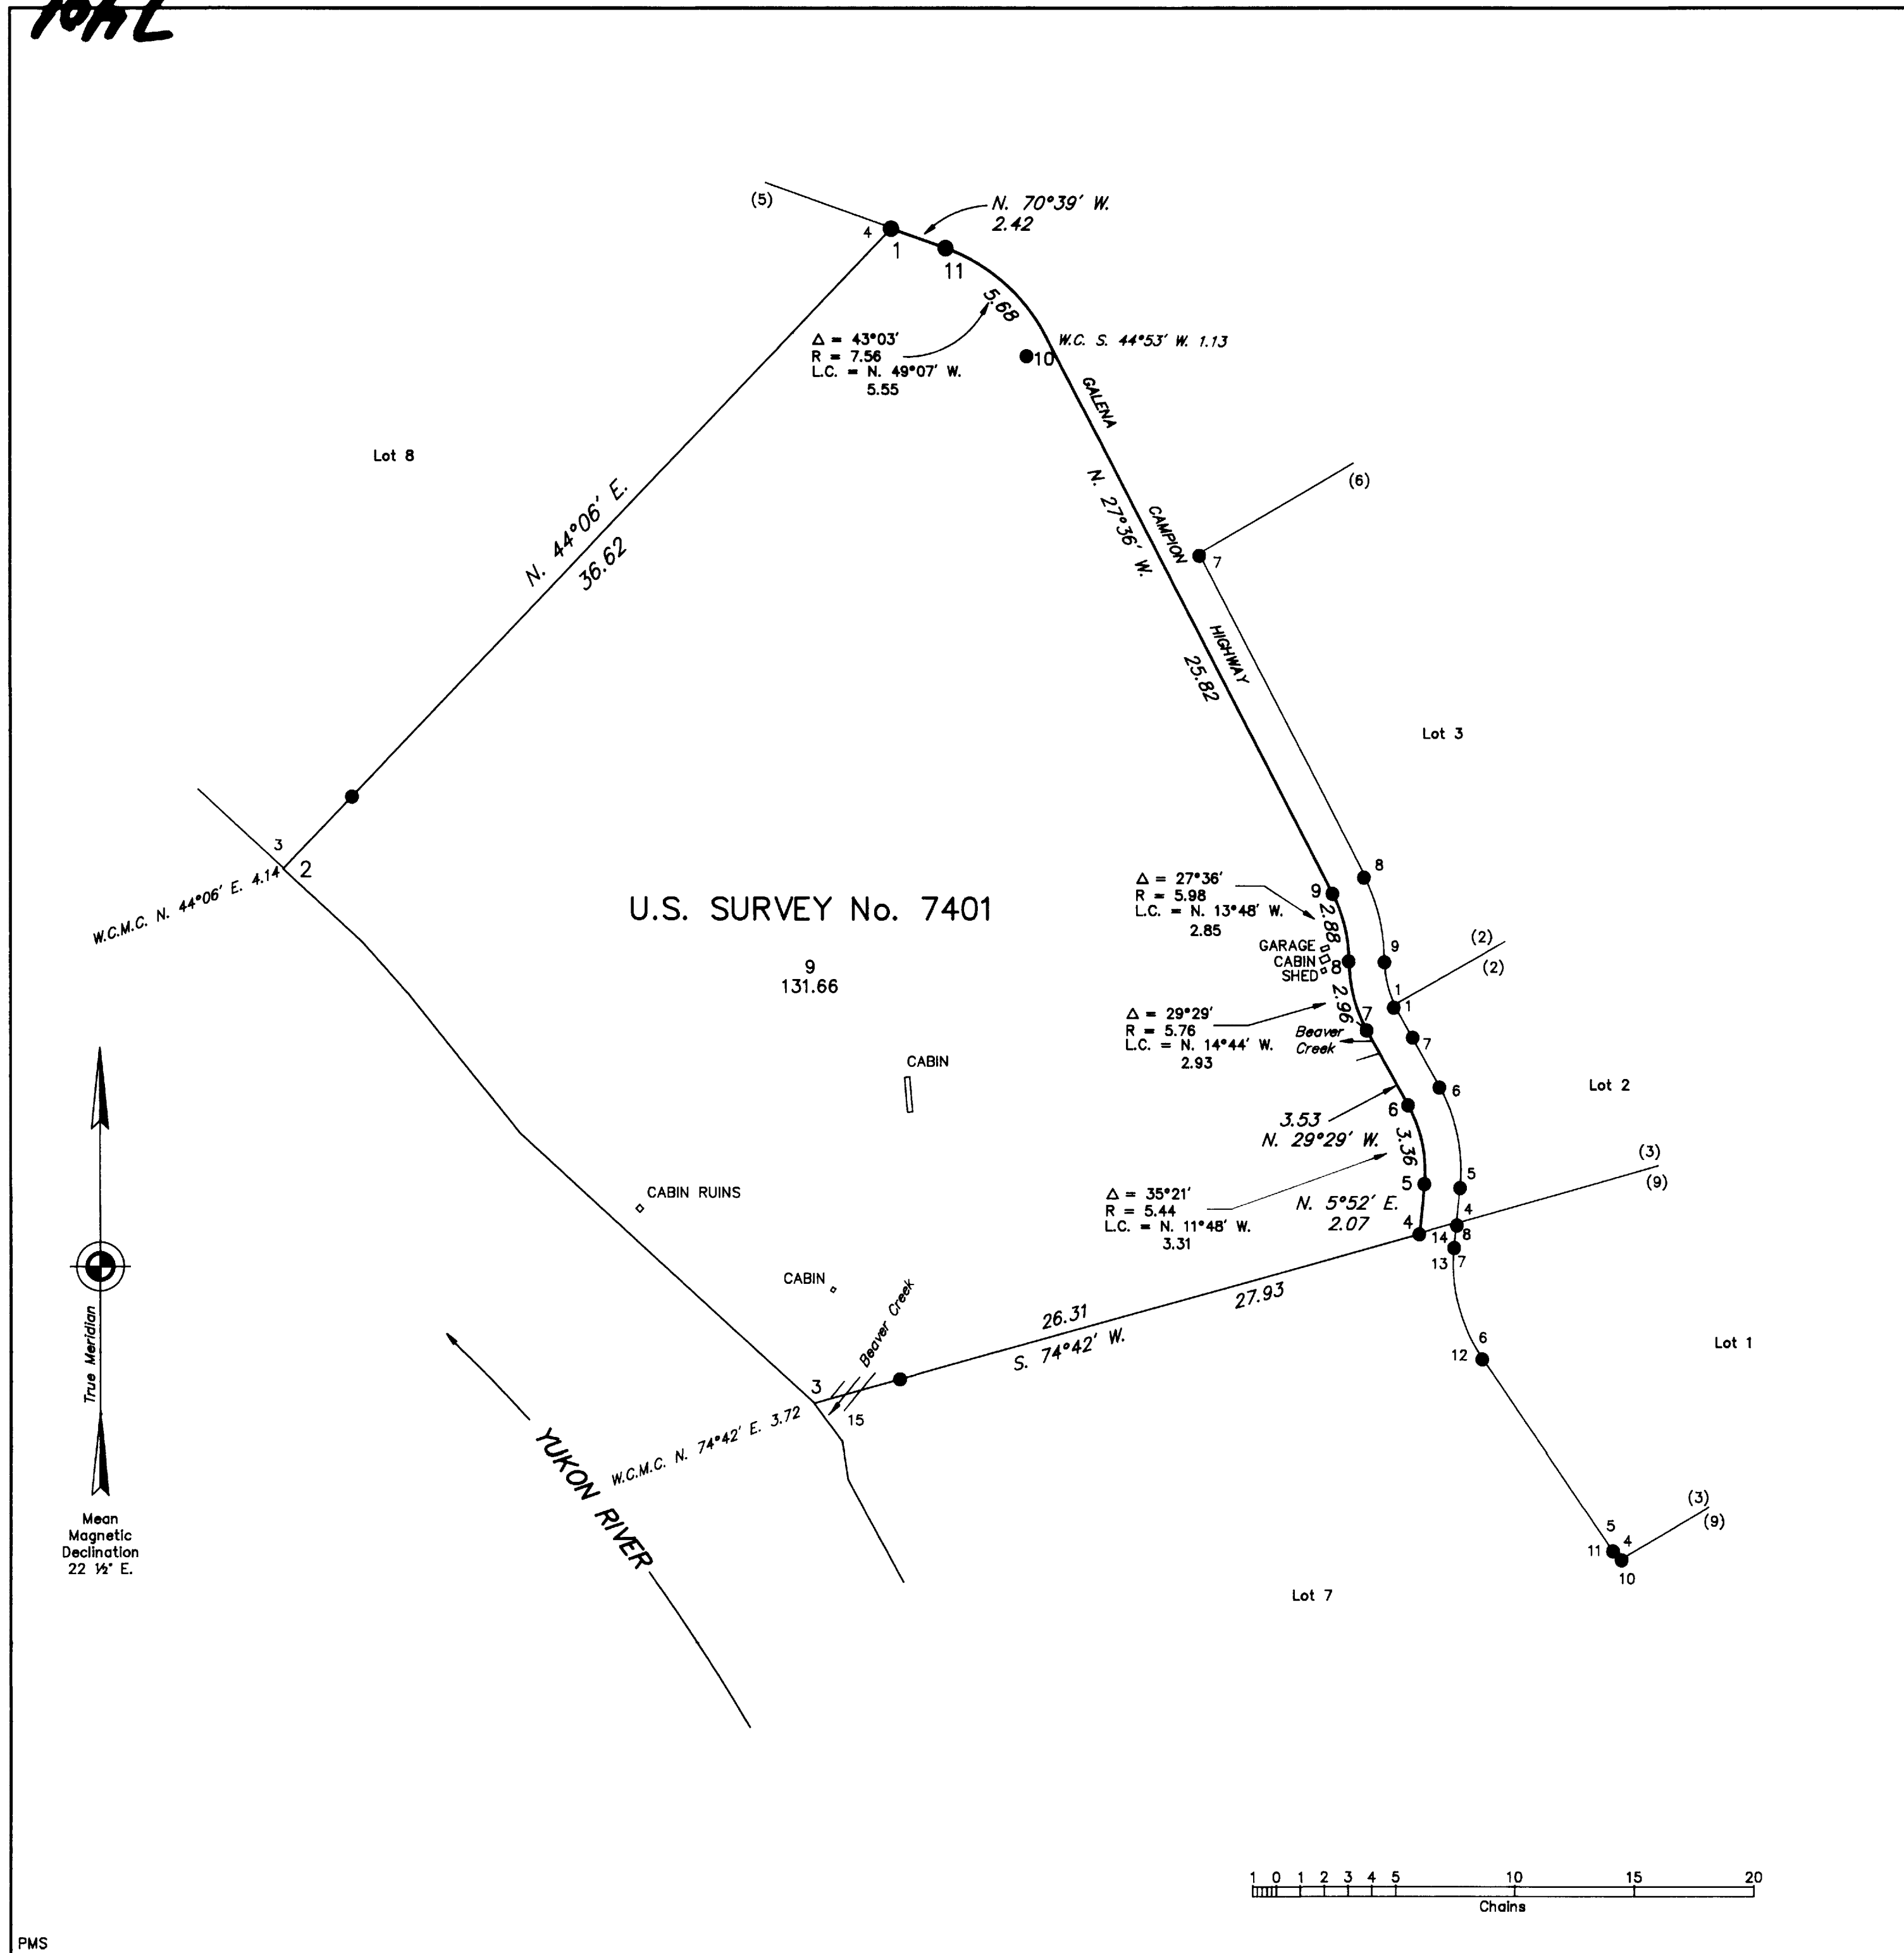 7401
(5)
N. 70°39′ W.
2.42
4
1
11
5.68
△ = 43°03′
R = 7.56
L.C. = N. 49°07′ W.
5.55
W.C. S. 44°53′ W. 1.13
10
GALENA
CAMPION
HIGHWAY
N. 27°36′ W.
25.82
(6)
7
Lot 8
N. 44°06′ E.
36.62
Lot 3
3
2
W.C.M.C. N. 44°06′ E. 4.14
U.S. SURVEY No. 7401
9
131.66
8
△ = 27°36′
R = 5.98
L.C. = N. 13°48′ W.
2.85
9
2.88
GARAGE
CABIN
SHED
8
9
(2)
(2)
1
1
2.96
7
△ = 29°29′
R = 5.76
L.C. = N. 14°44′ W.
2.93
Beaver
Creek
7
CABIN
Lot 2
6
6
3.53
N. 29°29′ W.
3.36
CABIN RUINS
△ = 35°21′
R = 5.44
L.C. = N. 11°48′ W.
3.31
5
N. 5°52′ E.
2.07
4
5
4
14
8
13
7
(3)
(9)
CABIN
Beaver Creek
26.31
27.93
S. 74°42′ W.
6
12
Lot 1
3
15
W.C.M.C. N. 74°42′ E. 3.72
YUKON RIVER
True Meridian
Mean
Magnetic
Declination
22 ½° E.
(3)
(9)
5
4
11
10
Lot 7
1 0 1 2 3 4 5 10 15 20
Chains
PMS